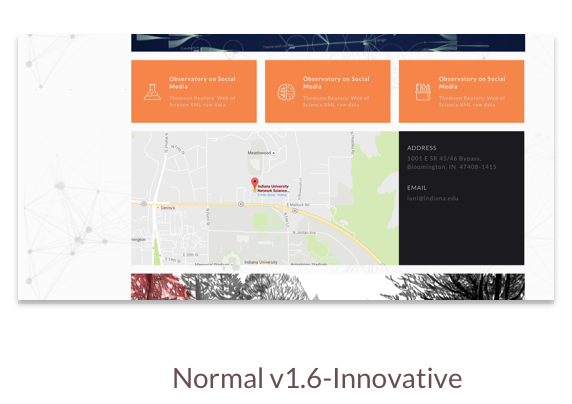 Observatory on Social
Media
Thomson Reuters' Web of
Science XML raw data
Observatory on Social
Media
Thomson Reuters' Web of
Science XML raw data
Observatory on Social
Media
Thomson Reuters' Web of
Science XML raw data
Meadowood
Indiana University
Network Science...
Denny's
E Matlock Rd
N Jordan Ave
ington
Indiana University
ADDRESS
1001 E SR 45/46 Bypass,
Bloomington, IN 47408-1415
EMAIL
iuni@indiana.edu
Normal v1.6-Innovative